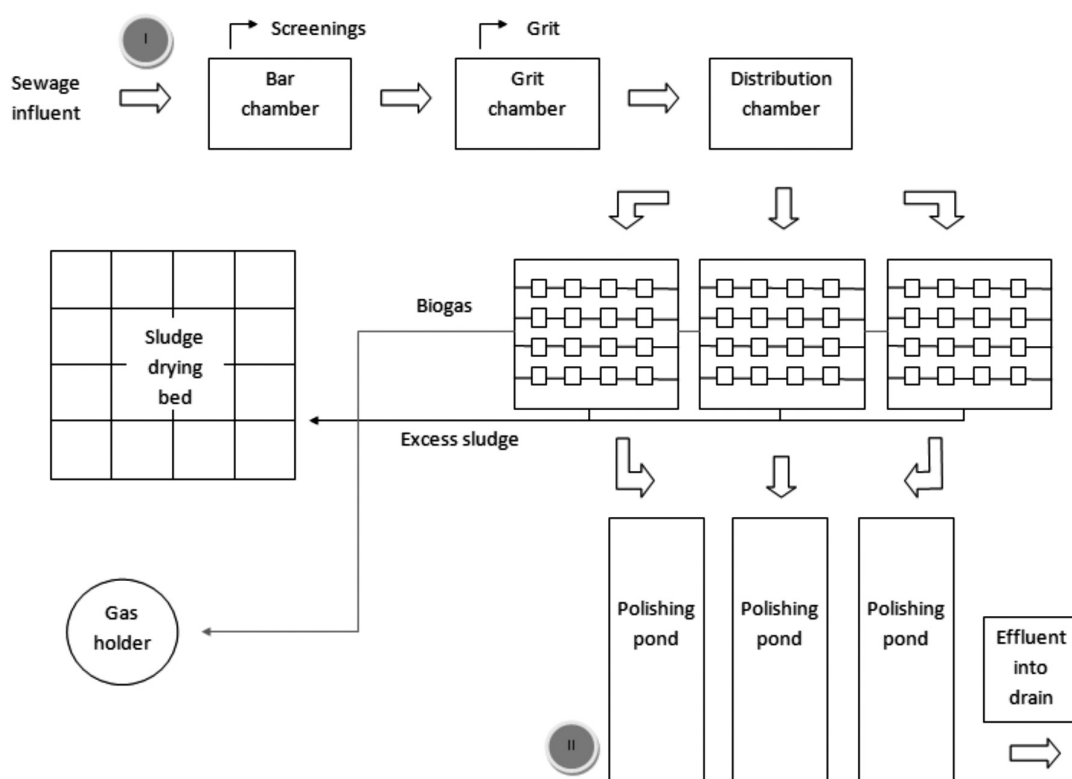 I
Screenings
Grit
Sewage
influent
Bar
chamber
Grit
chamber
Distribution
chamber
Biogas
Sludge
drying
bed
Excess sludge
Gas
holder
Polishing
pond
Polishing
pond
Polishing
pond
Effluent
into
drain
II